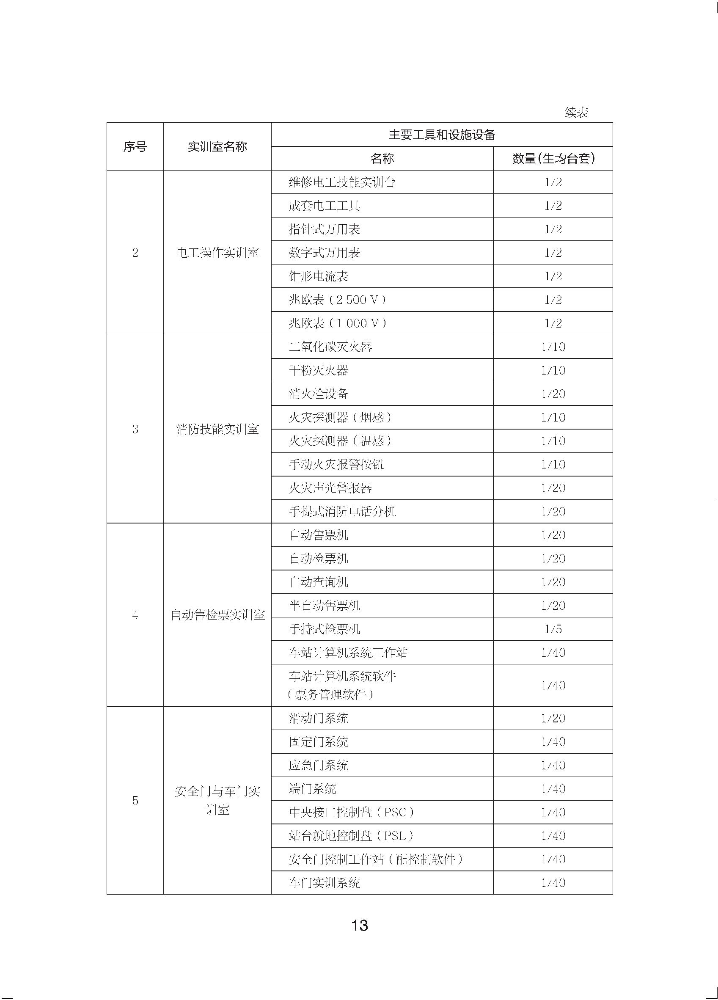 续表
序号 实训室名称 主要工具和设施设备
名称 数量(生均台套)
2 电工操作实训室
维修电工技能实训台 1/2
成套电工工具 1/2
指针式万用表 1/2
数字式万用表 1/2
钳形电流表 1/2
兆欧表（2 500 V） 1/2
兆欧表（1 000 V） 1/2
3 消防技能实训室
二氧化碳灭火器 1/10
干粉灭火器 1/10
消火栓设备 1/20
火灾探测器（烟感） 1/10
火灾探测器（温感） 1/10
手动火灾报警按钮 1/10
火灾声光警报器 1/20
手提式消防电话分机 1/20
4 自动售检票实训室
自动售票机 1/20
自动检票机 1/20
自动查询机 1/20
半自动售票机 1/20
手持式检票机 1/5
车站计算机系统工作站 1/40
车站计算机系统软件
（票务管理软件） 1/40
5 安全门与车门实
训室
滑动门系统 1/20
固定门系统 1/40
应急门系统 1/40
端门系统 1/40
中央接口控制盘（PSC） 1/40
站台就地控制盘（PSL） 1/40
安全门控制工作站（配控制软件） 1/40
车门实训系统 1/40
13